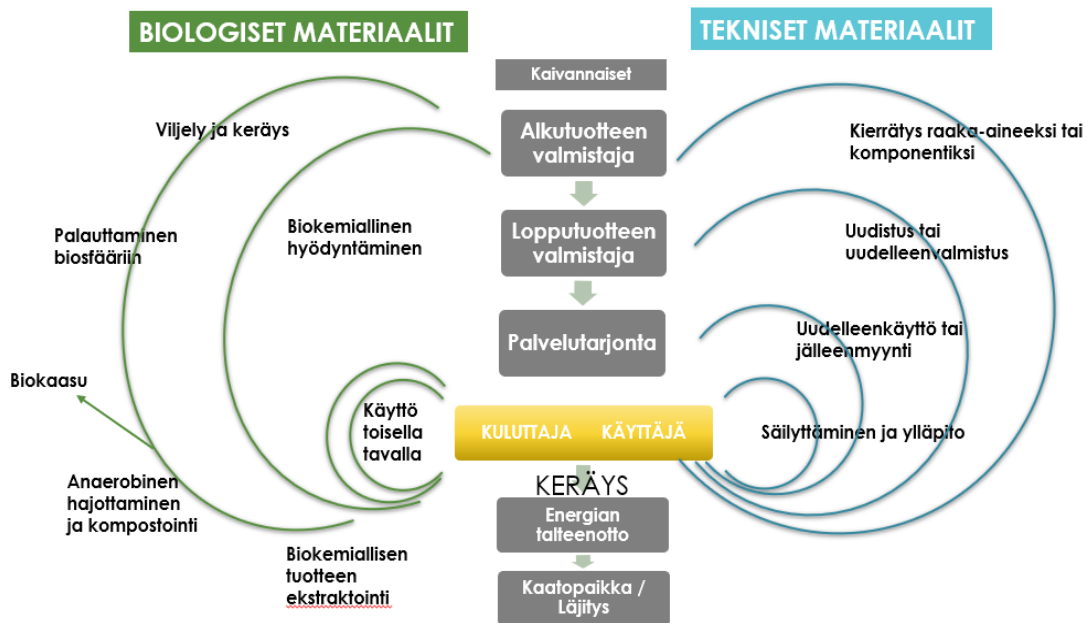 BIOLOGISET MATERIAALIT
TEKNISET MATERIAALIT
Kaivannaiset
Viljely ja keräys
Alkutuotteen
valmistaja
Kierrätys raaka-aineeksi tai
komponentiksi
Palauttaminen
biosfääriin
Biokemiallinen
hyödyntäminen
Lopputuotteen
valmistaja
Uudistus tai
uudelleenvalmistus
Palvelutarjonta
Uudelleenkäyttö tai
jälleenmyynti
Biokaasu
Käyttö
toisella
tavalla
KULUTTAJA KÄYTTÄJÄ
Säilyttäminen ja ylläpito
Anaerobinen
hajottaminen
ja kompostointi
KERÄYS
Energian
talteenotto
Biokemiallisen
tuotteen
ekstraktointi
Kaatopaikka /
Läjitys